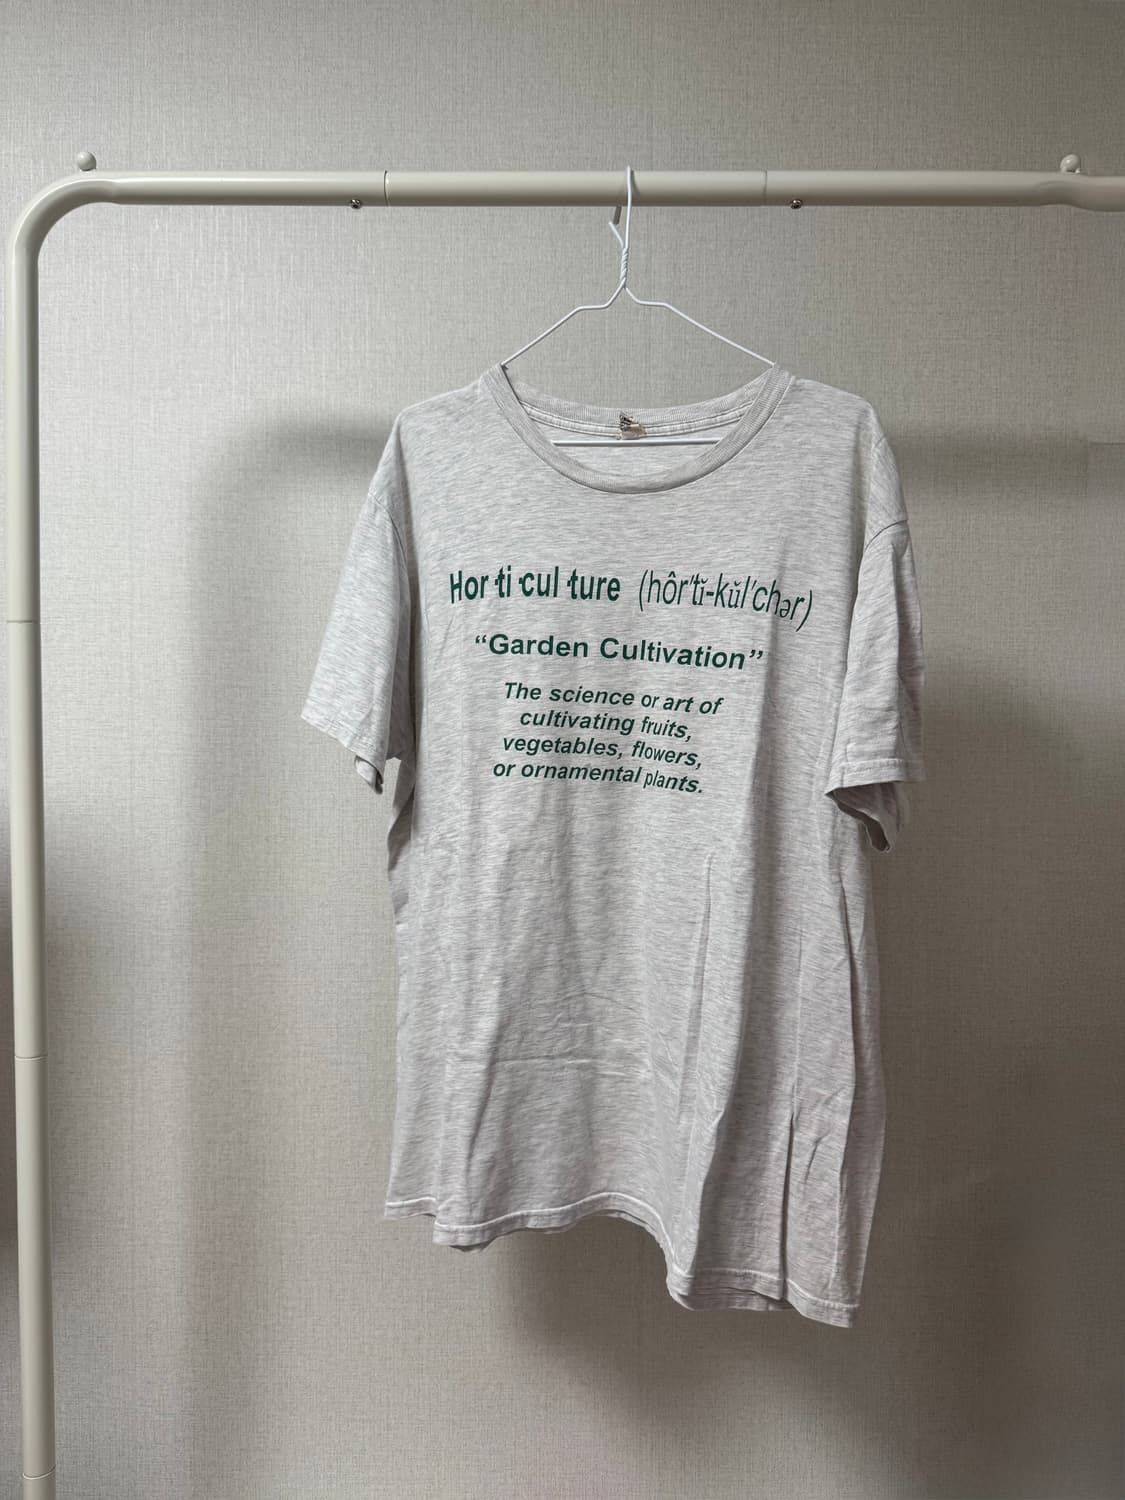 Hor·ti·cul·ture (hôr′tĭ-kŭl′chər)
“Garden Cultivation”
The science or art of
cultivating fruits,
vegetables, flowers,
or ornamental plants.